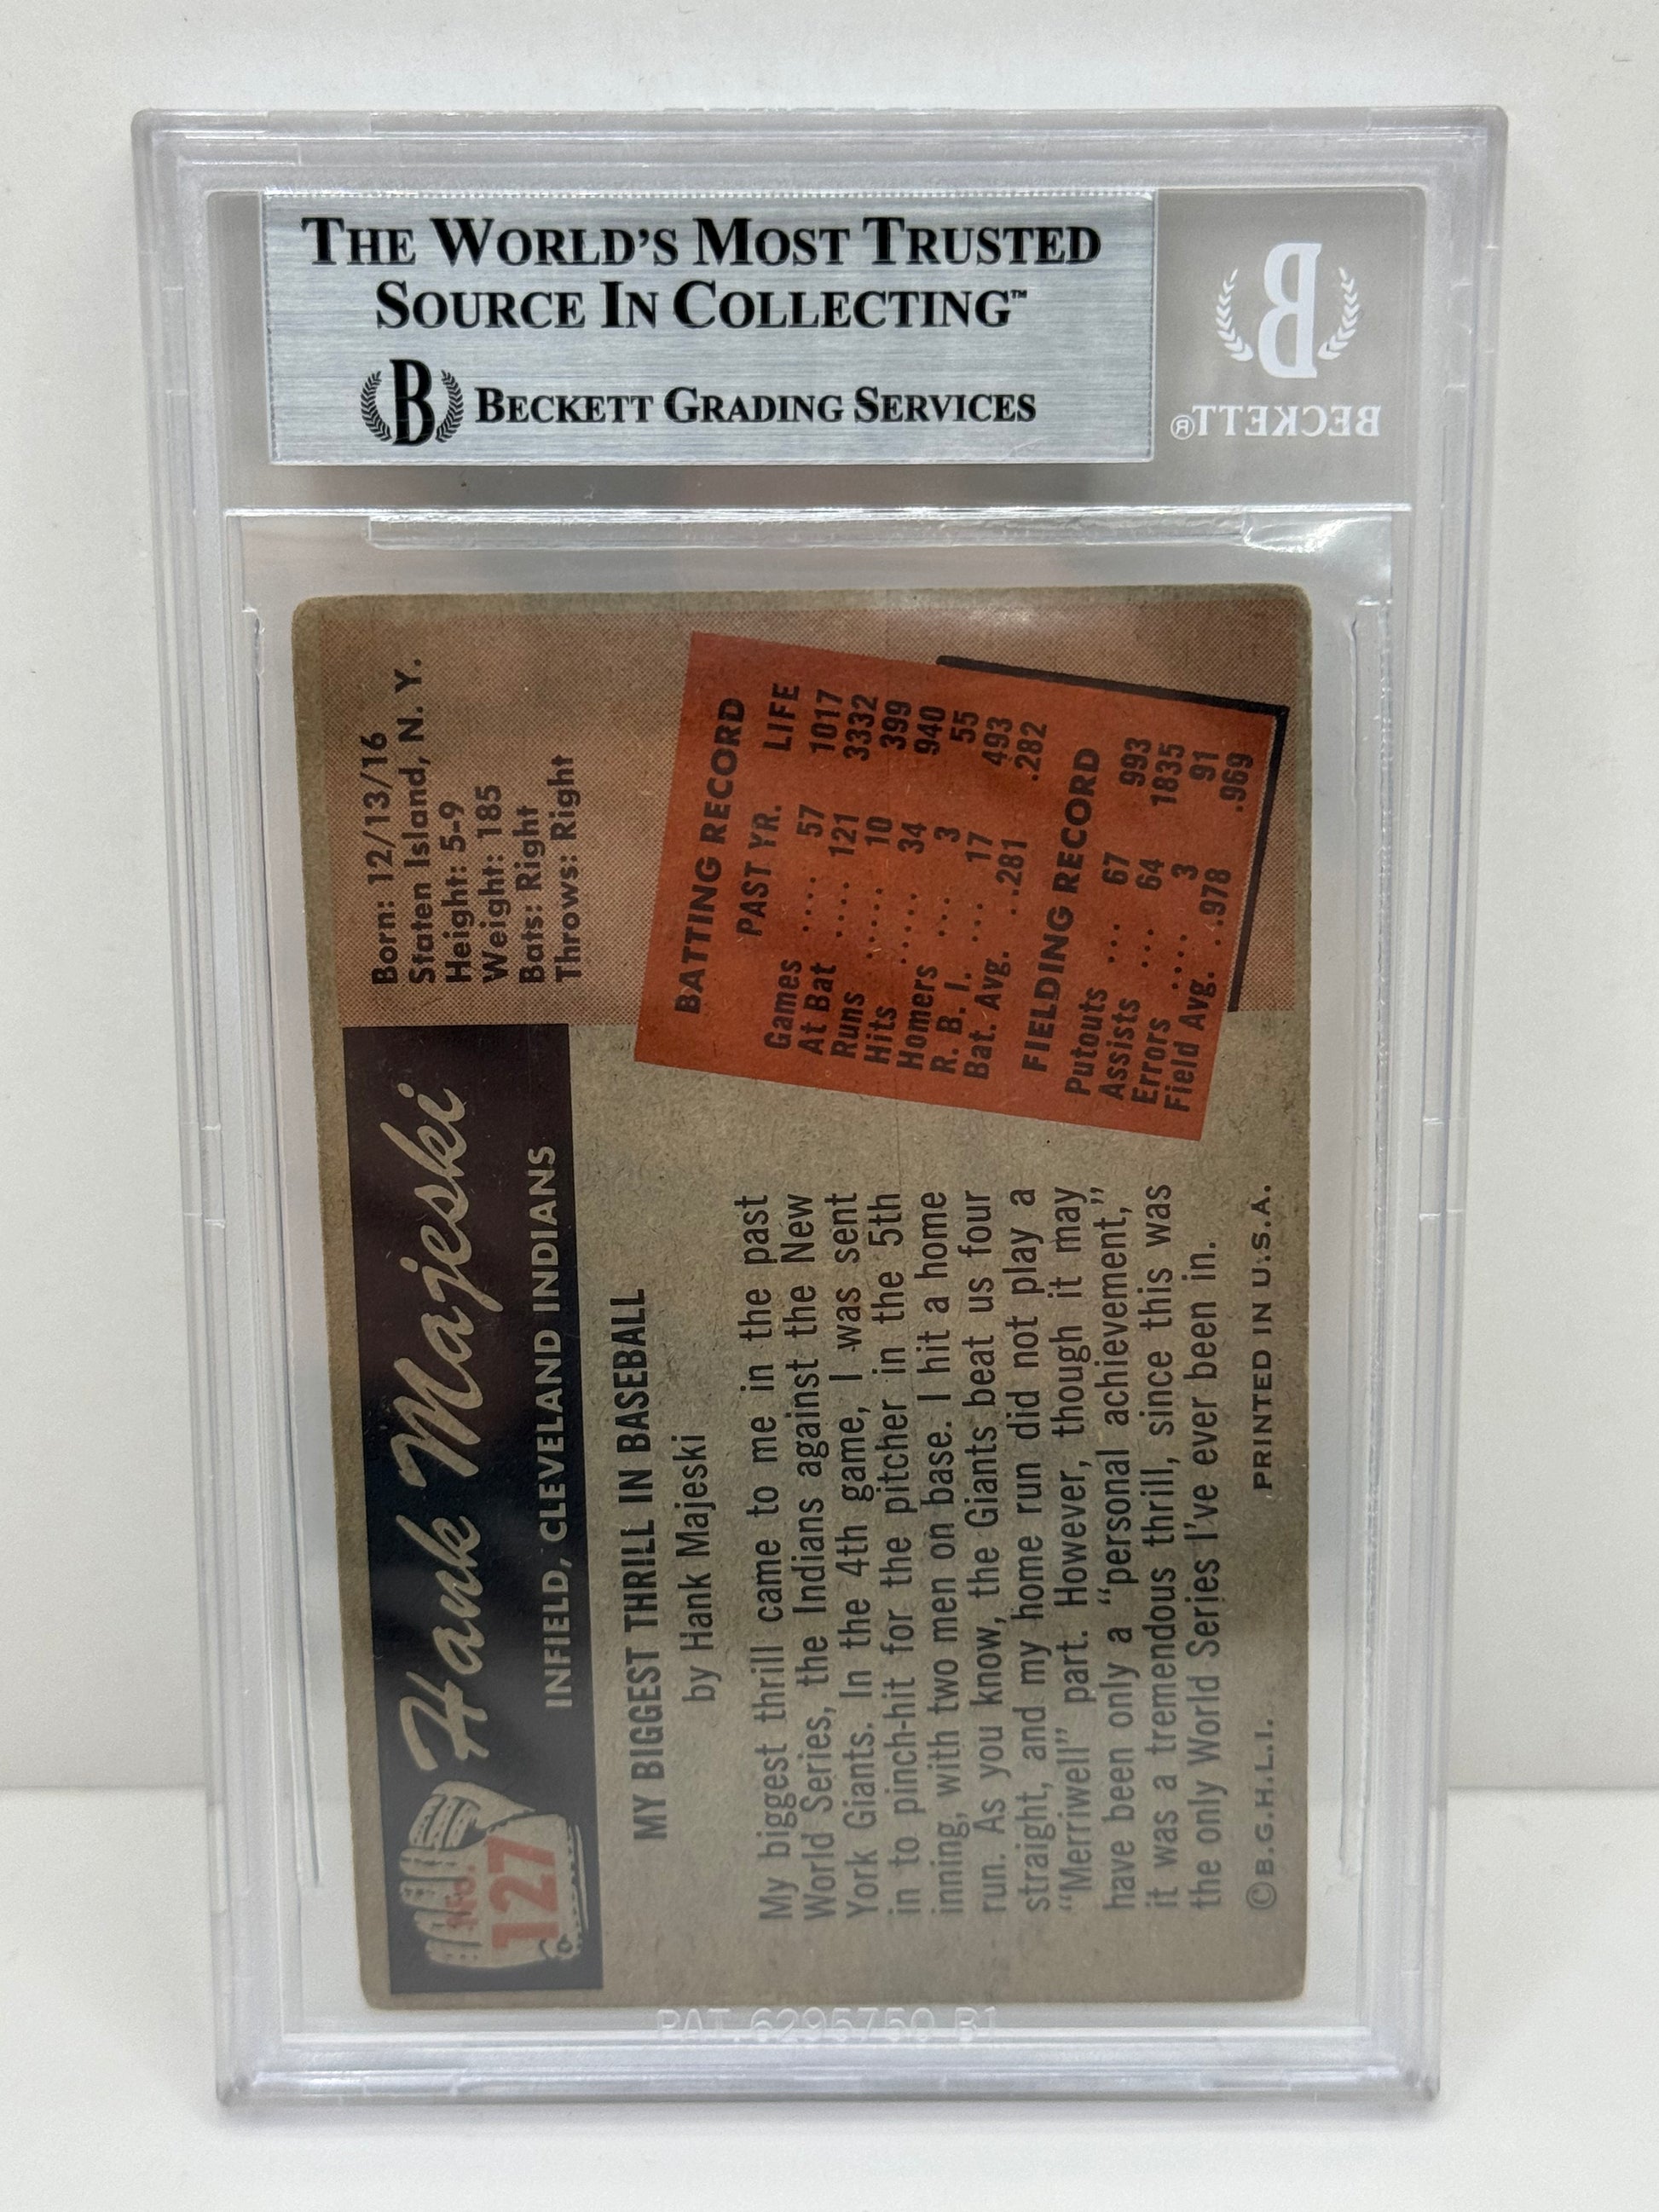 THE WORLD'S MOST TRUSTED
SOURCE IN COLLECTING™
B BECKETT GRADING SERVICES
B
BECKETT®
No. 127
Hank Majeski
INFIELD, CLEVELAND INDIANS
Born: 12/13/16
Staten Island, N. Y.
Height: 5-9
Weight: 185
Bats: Right
Throws: Right
MY BIGGEST THRILL IN BASEBALL
by Hank Majeski
My biggest thrill came to me in the past
World Series, the Indians against the New
York Giants. In the 4th game, I was sent
in to pinch-hit for the pitcher in the 5th
inning, with two men on base. I hit a home
run. As you know, the Giants beat us four
straight, and my home run did not play a
"Merriwell" part. However, though it may
have been only a "personal achievement,"
it was a tremendous thrill, since this was
the only World Series I've ever been in.
©B.G.H.L.I. PRINTED IN U.S.A.
BATTING RECORD
PAST YR. LIFE
Games .... 57 1017
At Bat .... 121 3332
Runs .... 10 399
Hits ..... 34 940
Homers ... 3 55
R. B. I. ... 17 493
Bat. Avg. . .281 .282
FIELDING RECORD
Putouts ... 67 993
Assists ... 64 1835
Errors .... 3 91
Field Avg. . .978 .969
PAT. 6295750 B1